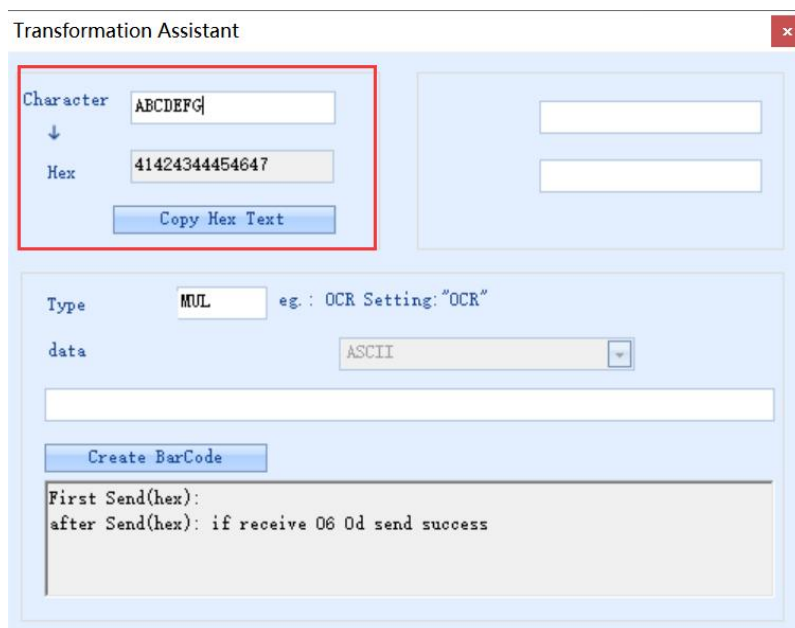 Transformation Assistant
×
Character
ABCDEFG
↓
Hex
41424344454647
Copy Hex Text
Type
MUL
eg.: OCR Setting:"OCR"
data
ASCII
Create BarCode
First Send(hex):
after Send(hex): if receive 06 0d send success